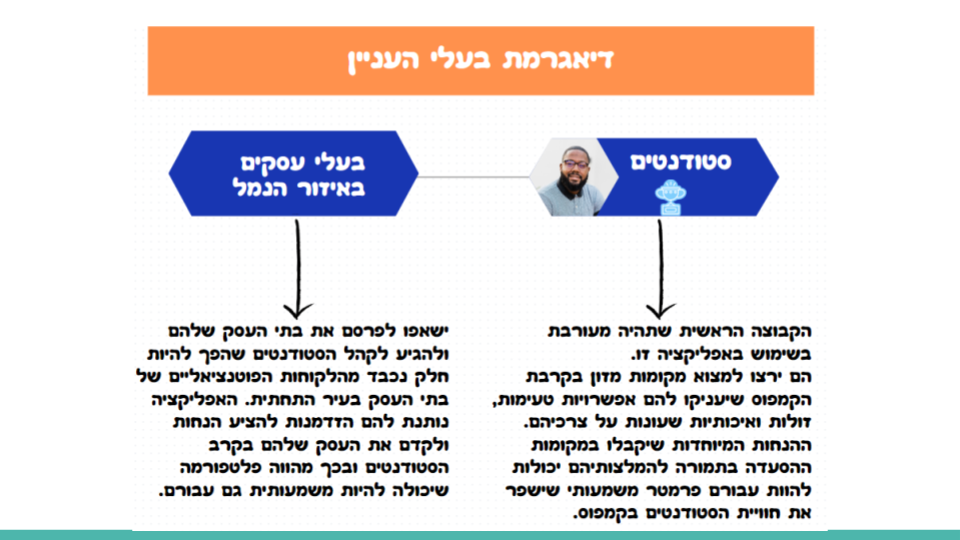 דיאגרמת בעלי העניין
סטודנטים
הקבוצה הראשית שתהיה מעורבת
בשימוש באפליקציה זו.
הם ירצו למצוא מקומות מזון בקרבת
הקמפוס שיעניקו להם אפשרויות טעימות,
זולות ואיכותיות שעונות על צרכיהם.
ההנחות המיוחדות שיקבלו במקומות
ההסעדה בתמורה להמלצותיהם יכולות
להוות עבורם פרמטר משמעותי שישפר
את חוויית הסטודנטים בקמפוס.
בעלי עסקים
באיזור הנמל
ישאפו לפרסם את בתי העסק שלהם
ולהגיע לקהל הסטודנטים שהפך להיות
חלק נכבד מהלקוחות הפוטנציאליים של
בתי העסק בעיר התחתית. האפליקציה
נותנת להם הזדמנות להציע הנחות
ולקדם את העסק שלהם בקרב
הסטודנטים ובכך מהווה פלטפורמה
שיכולה להיות משמעותית גם עבורם.